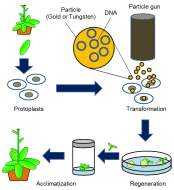 Particle
(Gold or Tungsten)
DNA
Particle gun
Protoplasts
Transformation
Acclimatization
Regeneration